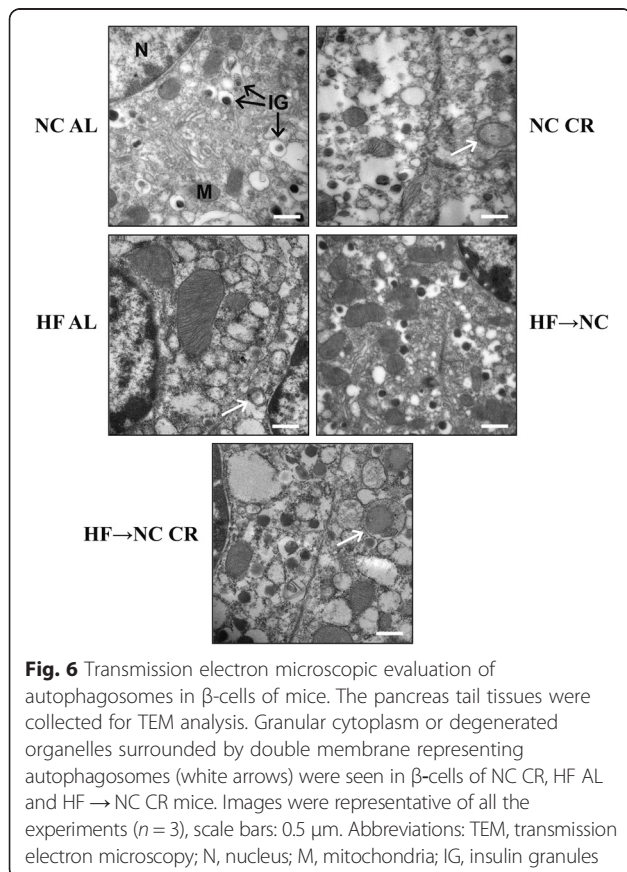 N
IG
M
NC AL
NC CR
HF AL
HF→NC
HF→NC CR
Fig. 6 Transmission electron microscopic evaluation of
autophagosomes in β-cells of mice. The pancreas tail tissues were
collected for TEM analysis. Granular cytoplasm or degenerated
organelles surrounded by double membrane representing
autophagosomes (white arrows) were seen in β-cells of NC CR, HF AL
and HF → NC CR mice. Images were representative of all the
experiments (n = 3), scale bars: 0.5 μm. Abbreviations: TEM, transmission
electron microscopy; N, nucleus; M, mitochondria; IG, insulin granules